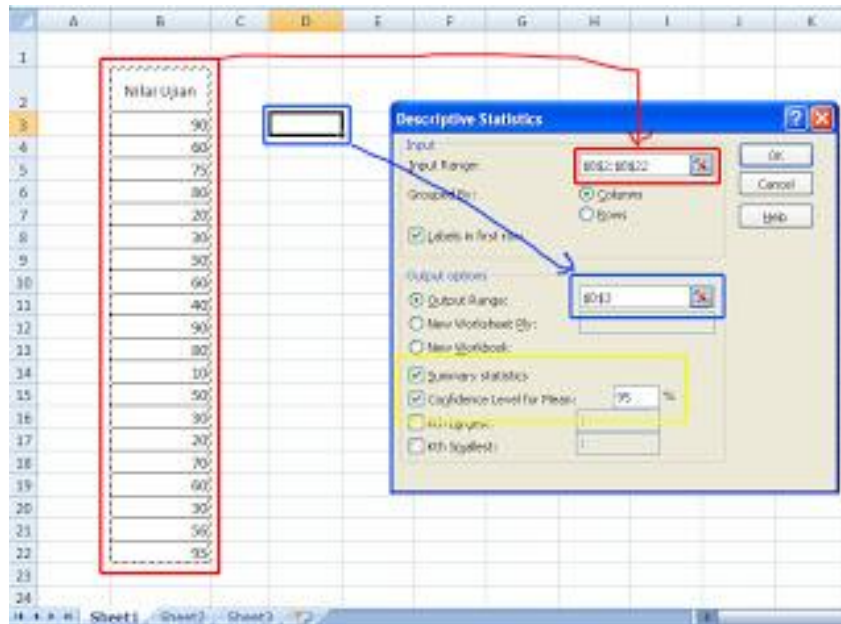 A B C D E F G H I J K
1
2 Nilai Ujian
3 90
4 60
5 75
6 80
7 20
8 30
9
10 60
11 40
12 90
13 80
14 10
15 50
16
17
18 70
19 60
20 30
21 56
22 95
23
24
Descriptive Statistics
Input
Input Range:
Grouped By:
Columns
Rows
Labels in first row
OK
Cancel
Help
Output options
Output Range: $D$3
New Worksheet Ply:
New Workbook
Summary statistics
Confidence Level for Mean: 95 %
Kth Largest:
Kth Smallest:
Sheet1 Sheet2 Sheet3